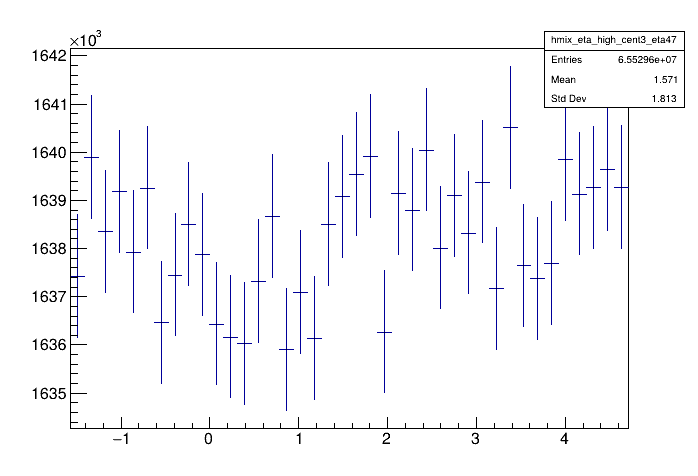 ×10³
hmix_eta_high_cent3_eta47
Entries 6.55296e+07
Mean 1.571
Std Dev 1.813
1642
1641
1640
1639
1638
1637
1636
1635
−1 0 1 2 3 4